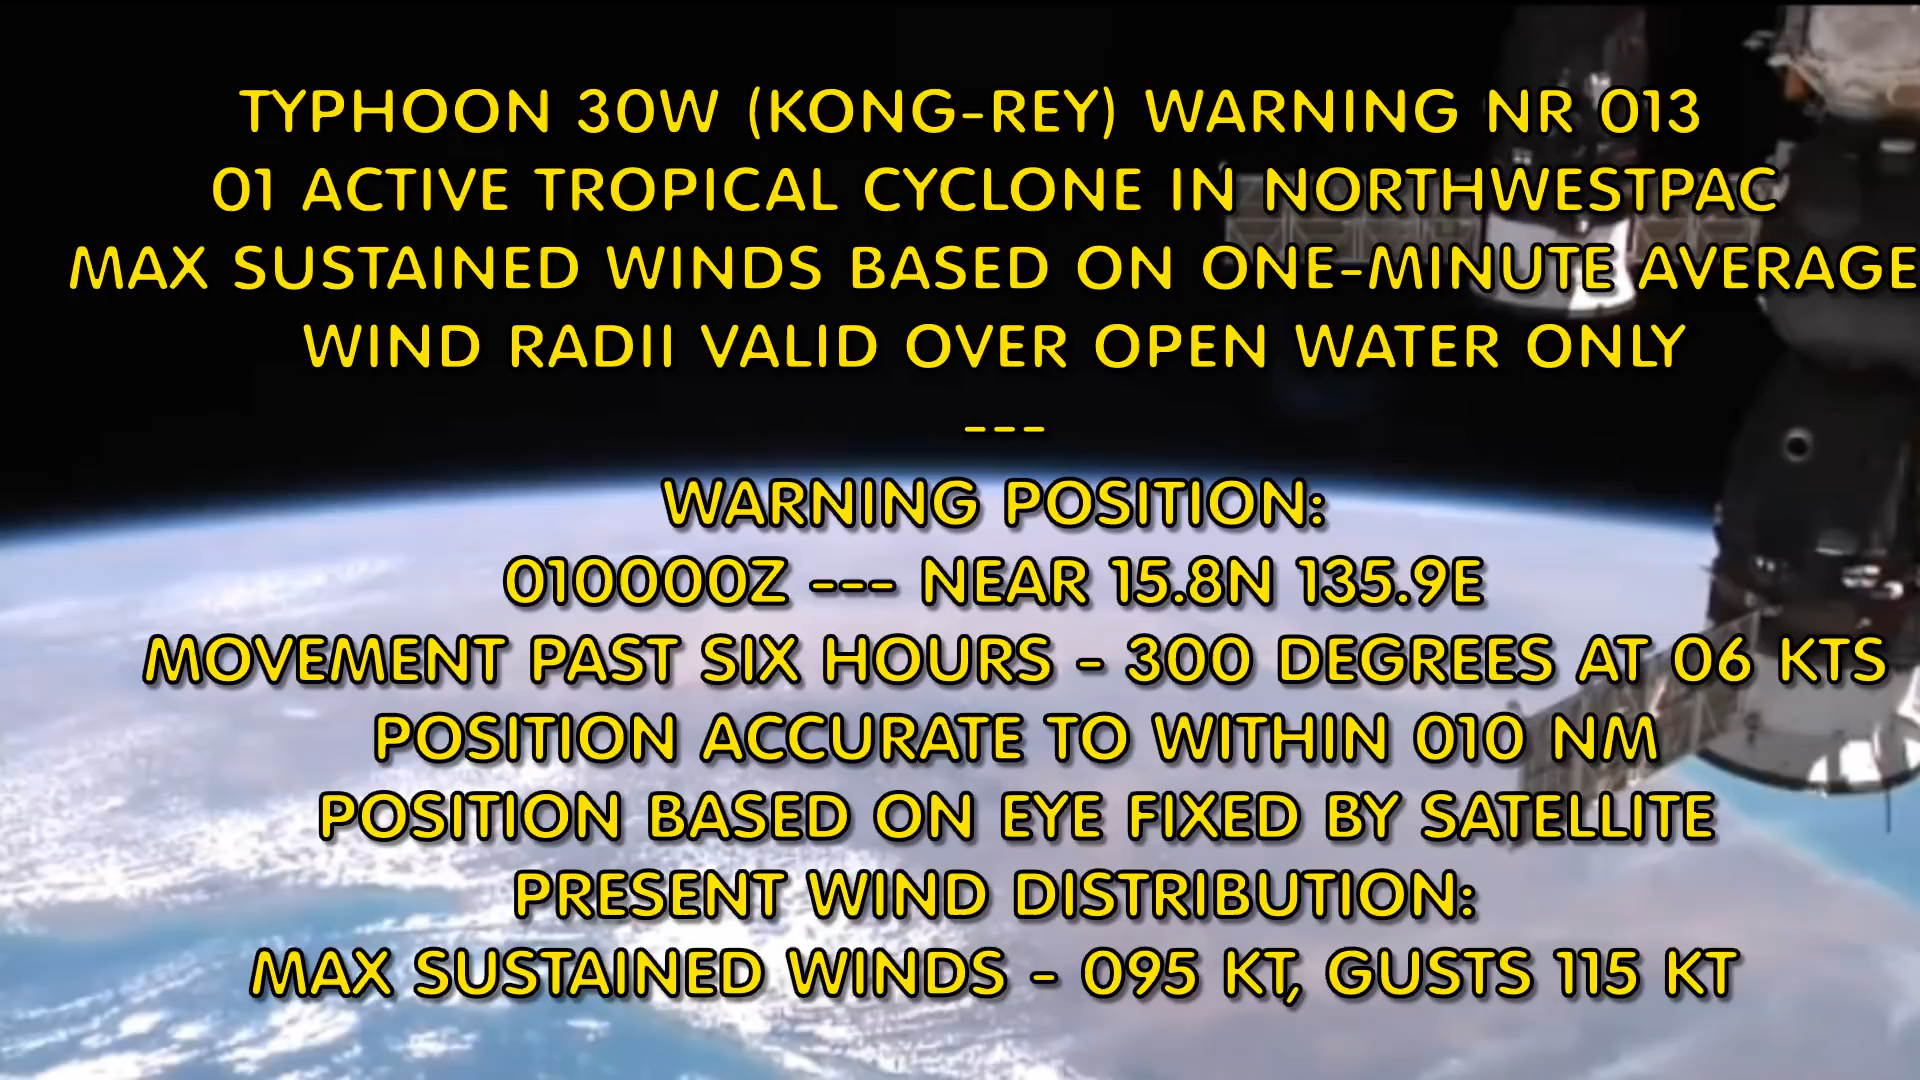 TYPHOON 30W (KONG-REY) WARNING NR 013
01 ACTIVE TROPICAL CYCLONE IN NORTHWESTPAC
MAX SUSTAINED WINDS BASED ON ONE-MINUTE AVERAGE
WIND RADII VALID OVER OPEN WATER ONLY
---
WARNING POSITION:
010000Z --- NEAR 15.8N 135.9E
MOVEMENT PAST SIX HOURS - 300 DEGREES AT 06 KTS
POSITION ACCURATE TO WITHIN 010 NM
POSITION BASED ON EYE FIXED BY SATELLITE
PRESENT WIND DISTRIBUTION:
MAX SUSTAINED WINDS - 095 KT, GUSTS 115 KT